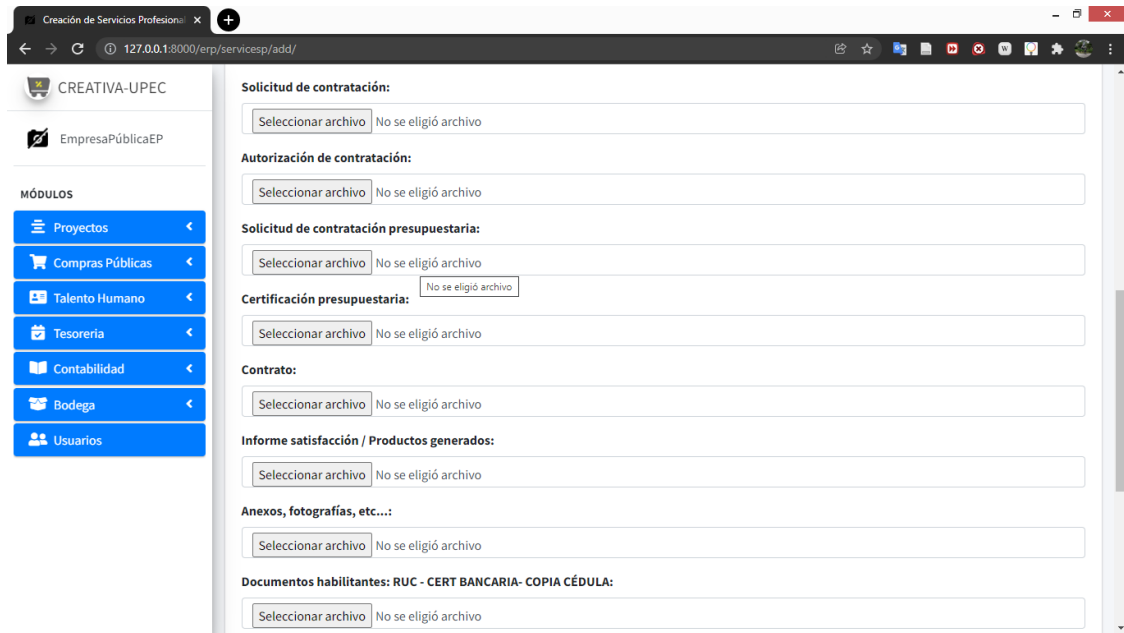 Creación de Servicios Profesional
127.0.0.1:8000/erp/servicesp/add/
CREATIVA-UPEC
EmpresaPúblicaEP
MÓDULOS
Proyectos
Compras Públicas
Talento Humano
Tesoreria
Contabilidad
Bodega
Usuarios
Solicitud de contratación:
Seleccionar archivo No se eligió archivo
Autorización de contratación:
Seleccionar archivo No se eligió archivo
Solicitud de contratación presupuestaria:
Seleccionar archivo No se eligió archivo
No se eligió archivo
Certificación presupuestaria:
Seleccionar archivo No se eligió archivo
Contrato:
Seleccionar archivo No se eligió archivo
Informe satisfacción / Productos generados:
Seleccionar archivo No se eligió archivo
Anexos, fotografías, etc...:
Seleccionar archivo No se eligió archivo
Documentos habilitantes: RUC - CERT BANCARIA- COPIA CÉDULA:
Seleccionar archivo No se eligió archivo